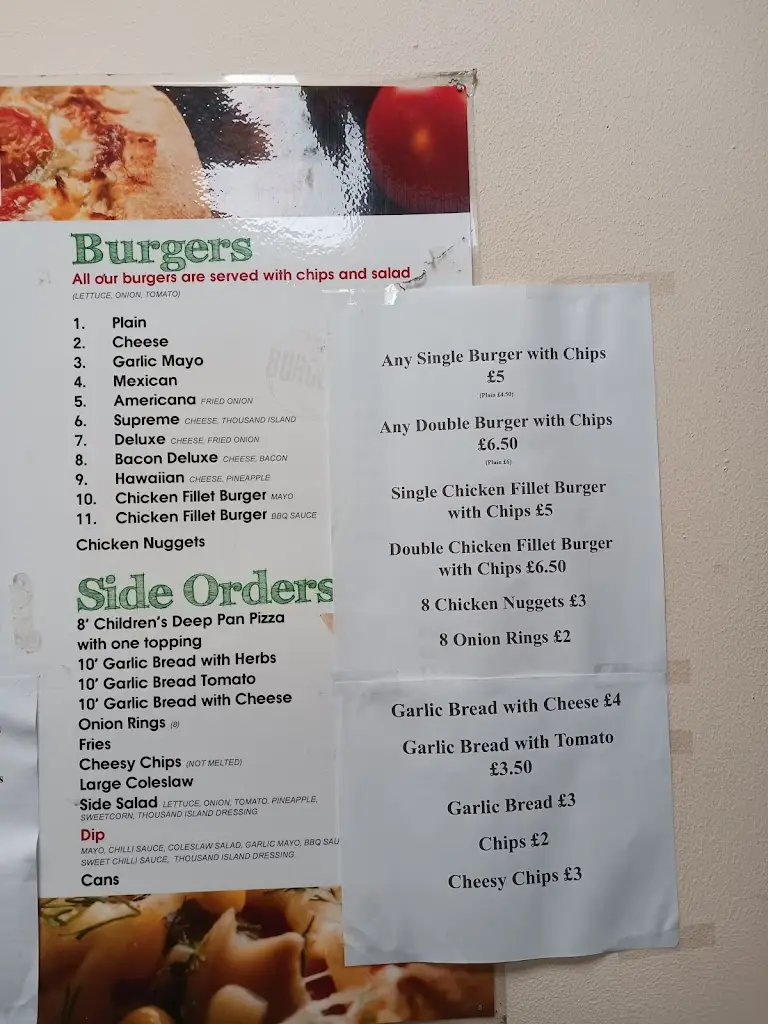 Burgers
All our burgers are served with chips and salad
(LETTUCE, ONION, TOMATO)
1. Plain
2. Cheese
3. Garlic Mayo
4. Mexican
5. Americana FRIED ONION
6. Supreme CHEESE, THOUSAND ISLAND
7. Deluxe CHEESE, FRIED ONION
8. Bacon Deluxe CHEESE, BACON
9. Hawaiian CHEESE, PINEAPPLE
10. Chicken Fillet Burger MAYO
11. Chicken Fillet Burger BBQ SAUCE
Chicken Nuggets
Side Orders
8' Children's Deep Pan Pizza
with one topping
10' Garlic Bread with Herbs
10' Garlic Bread Tomato
10' Garlic Bread with Cheese
Onion Rings (8)
Fries
Cheesy Chips (NOT MELTED)
Large Coleslaw
Side Salad LETTUCE, ONION, TOMATO, PINEAPPLE,
SWEETCORN, THOUSAND ISLAND DRESSING
Dip
MAYO, CHILLI SAUCE, COLESLAW SALAD, GARLIC MAYO, BBQ SAU
SWEET CHILLI SAUCE, THOUSAND ISLAND DRESSING
Cans
Any Single Burger with Chips
£5
(Plain £4.50)
Any Double Burger with Chips
£6.50
(Plain £6)
Single Chicken Fillet Burger
with Chips £5
Double Chicken Fillet Burger
with Chips £6.50
8 Chicken Nuggets £3
8 Onion Rings £2
Garlic Bread with Cheese £4
Garlic Bread with Tomato
£3.50
Garlic Bread £3
Chips £2
Cheesy Chips £3